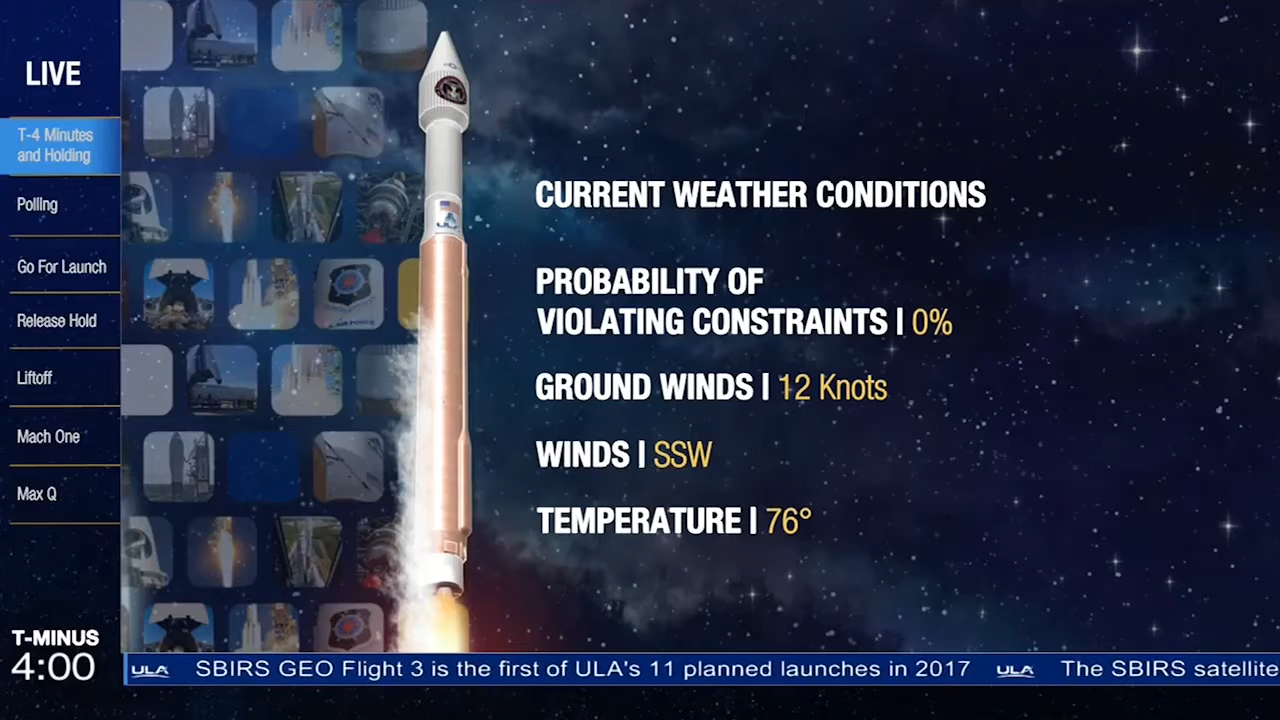 LIVE
T-4 Minutes
and Holding
Polling
Go For Launch
Release Hold
Liftoff
Mach One
Max Q
T-MINUS
4:00
CURRENT WEATHER CONDITIONS
PROBABILITY OF
VIOLATING CONSTRAINTS | 0%
GROUND WINDS | 12 Knots
WINDS | SSW
TEMPERATURE | 76°
ULA SBIRS GEO Flight 3 is the first of ULA's 11 planned launches in 2017 ULA The SBIRS satellite